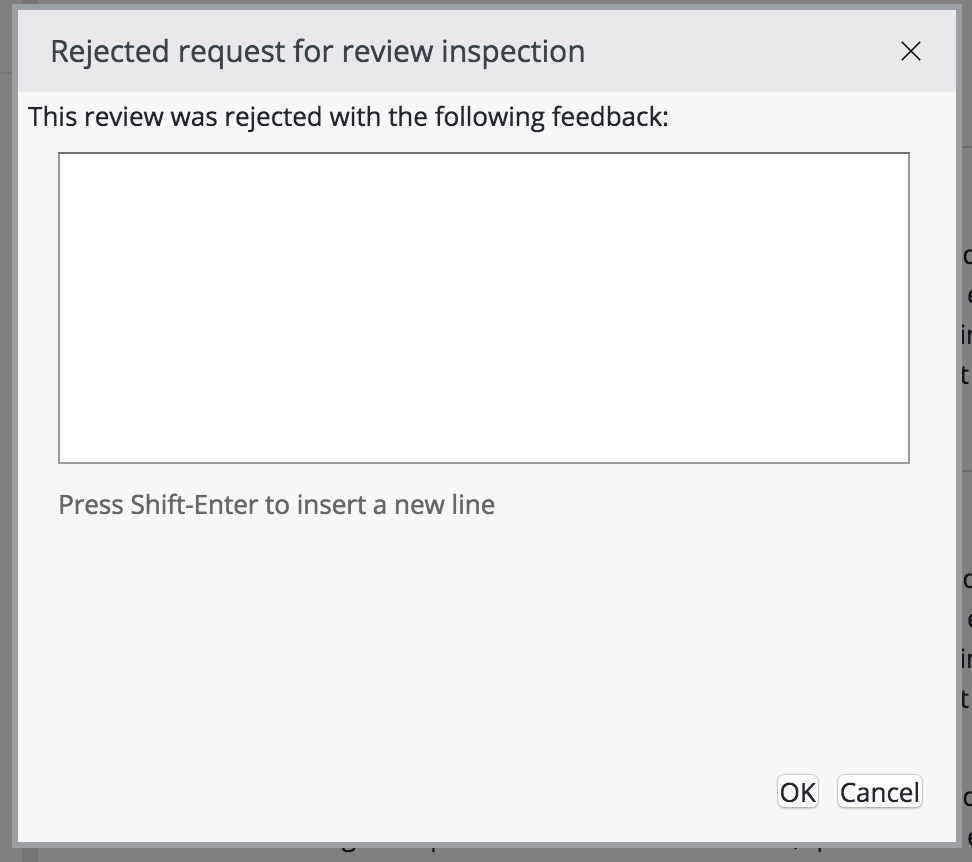 Rejected request for review inspection
This review was rejected with the following feedback:
Press Shift-Enter to insert a new line
OK Cancel